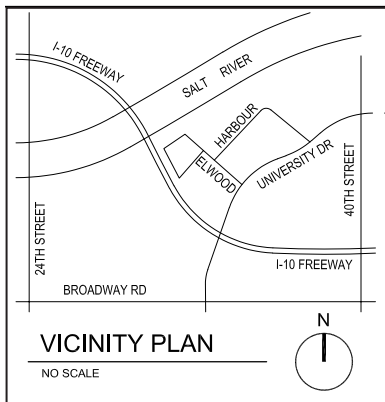 I-10 FREEWAY
SALT RIVER
HARBOUR
ELWOOD
UNIVERSITY DR
24TH STREET
40TH STREET
I-10 FREEWAY
BROADWAY RD
VICINITY PLAN
NO SCALE
N